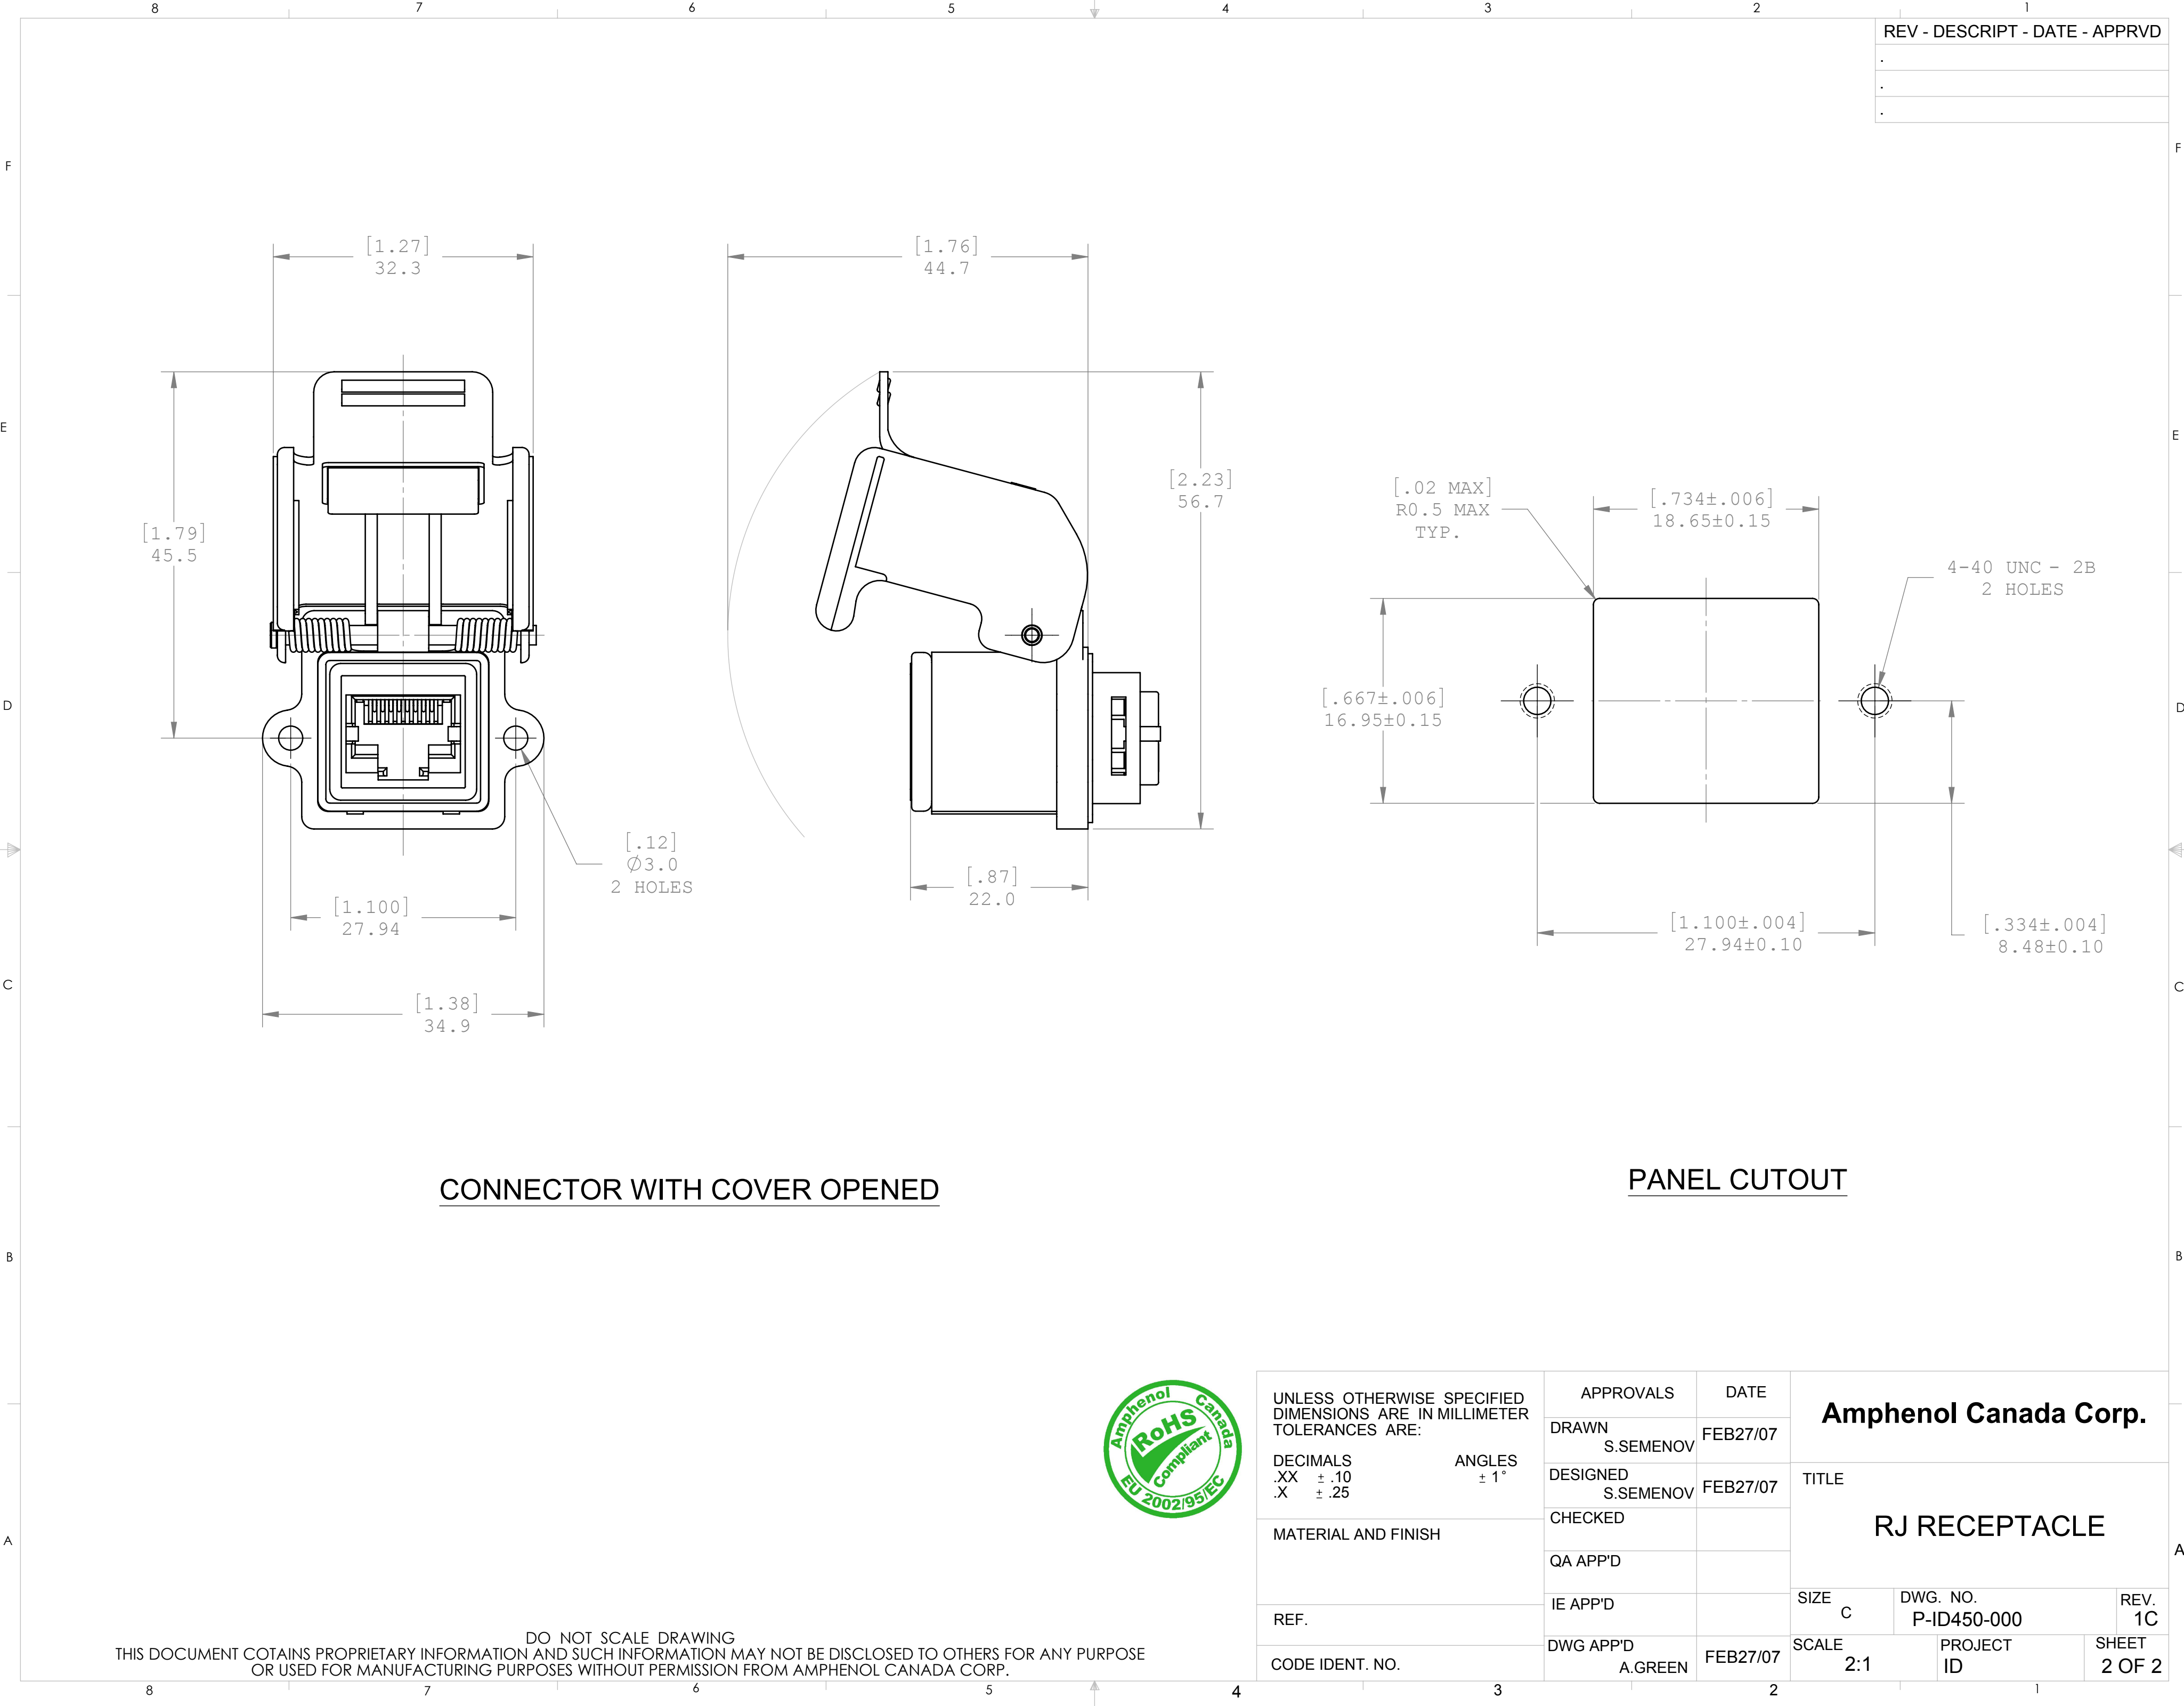 8 7 6 5 4 3 2 1
REV - DESCRIPT - DATE - APPRVD
.
.
.
F
F
E
E
D
D
C
C
B
B
A
A
[1.27]
32.3
[1.79]
45.5
[.12]
Ø3.0
2 HOLES
[1.100]
27.94
[1.38]
34.9
[1.76]
44.7
[2.23]
56.7
[.87]
22.0
[.02 MAX]
R0.5 MAX
TYP.
[.734±.006]
18.65±0.15
4-40 UNC - 2B
2 HOLES
[.667±.006]
16.95±0.15
[1.100±.004]
27.94±0.10
[.334±.004]
8.48±0.10
CONNECTOR WITH COVER OPENED
PANEL CUTOUT
Amphenol Canada
RoHS
Compliant
EU 2002/95/EC
UNLESS OTHERWISE SPECIFIED
DIMENSIONS ARE IN MILLIMETER
TOLERANCES ARE:
DECIMALS ANGLES
.XX ± .10 ± 1°
.X ± .25
MATERIAL AND FINISH
REF.
CODE IDENT. NO.
APPROVALS DATE
DRAWN
S.SEMENOV FEB27/07
DESIGNED
S.SEMENOV FEB27/07
CHECKED
QA APP'D
IE APP'D
DWG APP'D
A.GREEN FEB27/07
Amphenol Canada Corp.
TITLE
RJ RECEPTACLE
SIZE
C
DWG. NO.
P-ID450-000
REV.
1C
SCALE
2:1
PROJECT
ID
SHEET
2 OF 2
DO NOT SCALE DRAWING
THIS DOCUMENT COTAINS PROPRIETARY INFORMATION AND SUCH INFORMATION MAY NOT BE DISCLOSED TO OTHERS FOR ANY PURPOSE
OR USED FOR MANUFACTURING PURPOSES WITHOUT PERMISSION FROM AMPHENOL CANADA CORP.
8 7 6 5 4 3 2 1